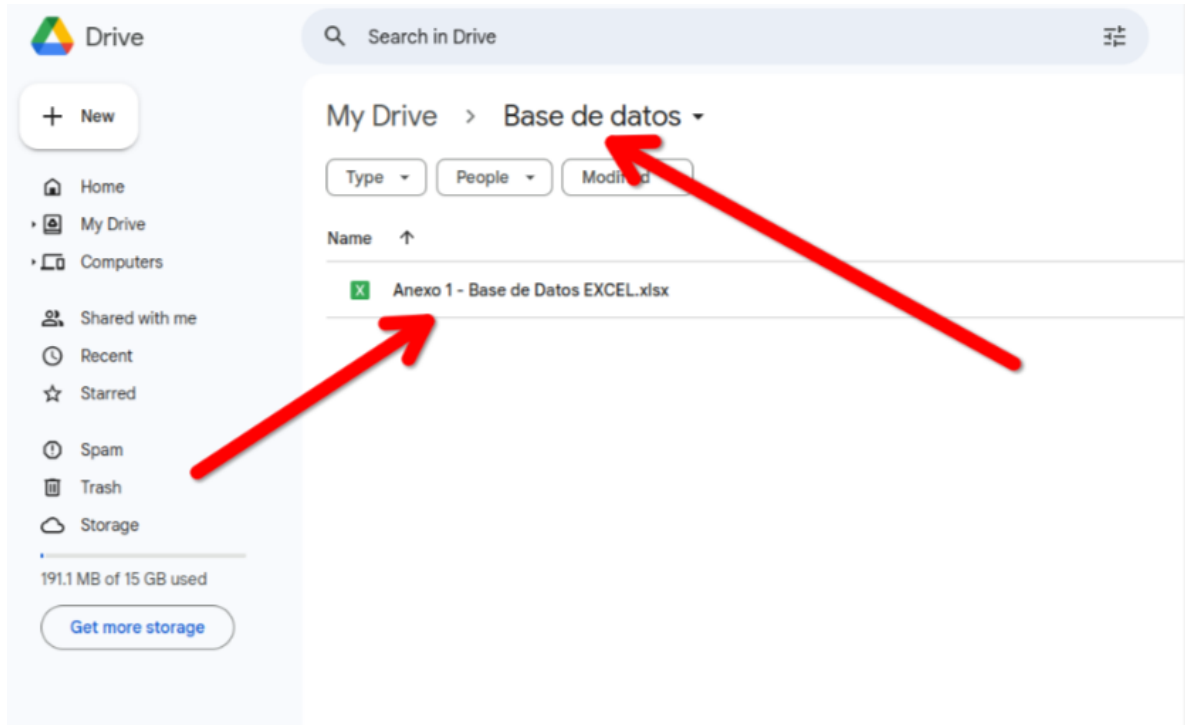 Drive
Search in Drive
New
My Drive > Base de datos
Type
People
Home
My Drive
Name
Computers
Anexo 1 - Base de Datos EXCEL.xlsx
Shared with me
Recent
Starred
Spam
Trash
Storage
191.1 MB of 15 GB used
Get more storage